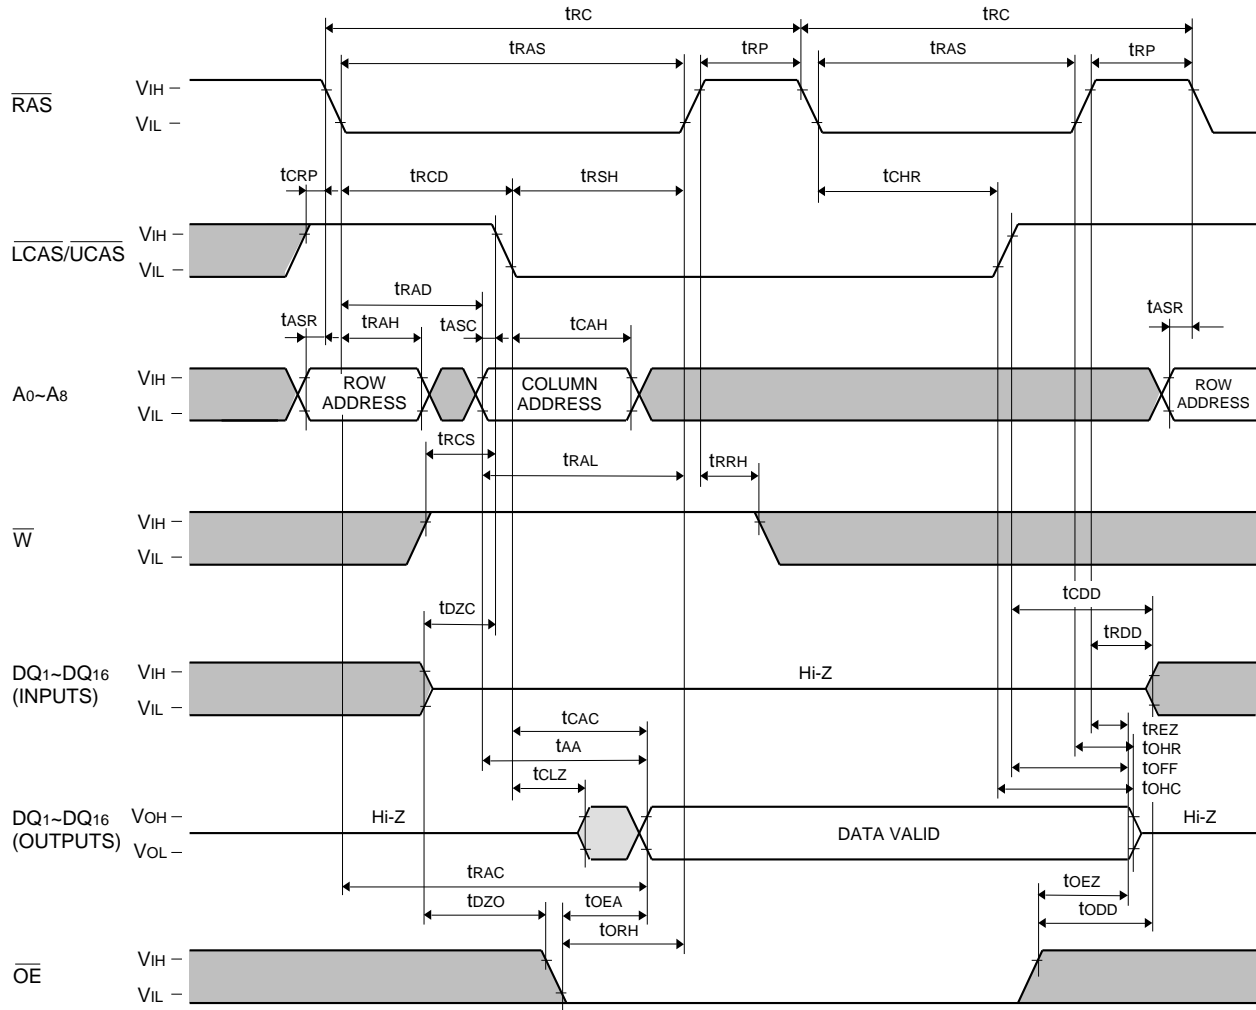 tRC tRC
tRAS tRP tRAS tRP
RAS VIH
VIL
tCRP tRCD tRSH tCHR
LCAS/UCAS VIH
VIL
tRAD
tASR tRAH tASC tCAH tASR
A0~A8 VIH
VIL
ROW
ADDRESS
COLUMN
ADDRESS
ROW
ADDRESS
tRCS tRAL tRRH
W VIH
VIL
tCDD
tDZC tRDD
DQ1~DQ16
(INPUTS)
VIH
VIL
Hi-Z
tCAC tREZ
tAA tOHR
tOFF
tCLZ tOHC
DQ1~DQ16
(OUTPUTS)
VOH
VOL
Hi-Z DATA VALID Hi-Z
tRAC tOEZ
tDZO tOEA tODD
tORH
OE VIH
VIL